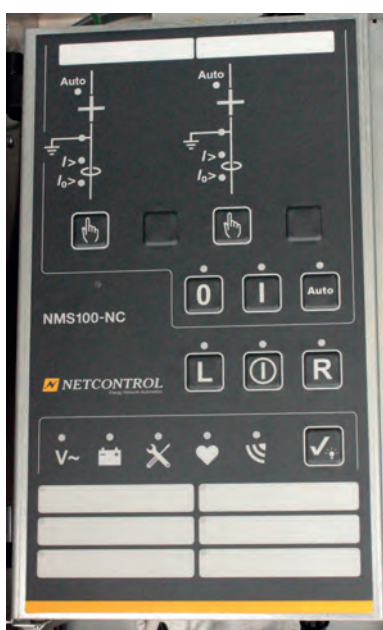 Auto Auto
I> I>
I₀> I₀>
0 I Auto
NMS100-NC
L R
NETCONTROL
Energy Network Automation
V~